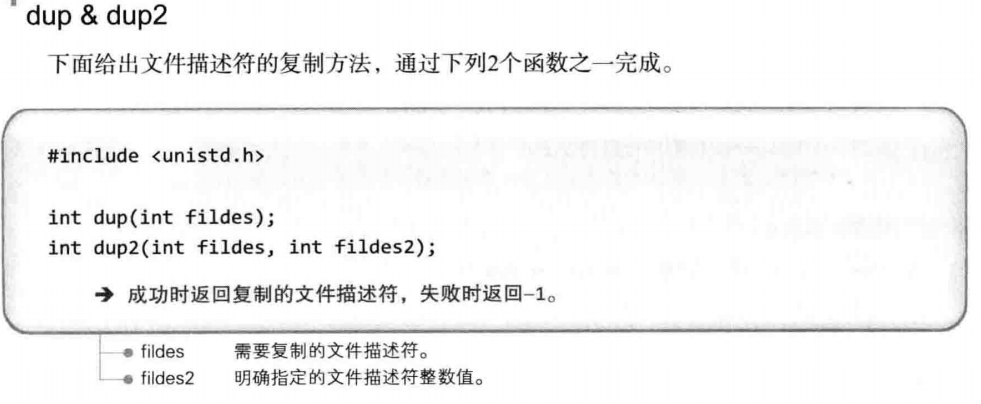 dup & dup2
下面给出文件描述符的复制方法，通过下列2个函数之一完成。
#include <unistd.h>
int dup(int fildes);
int dup2(int fildes, int fildes2);
➔ 成功时返回复制的文件描述符，失败时返回–1。
fildes 需要复制的文件描述符。
fildes2 明确指定的文件描述符整数值。